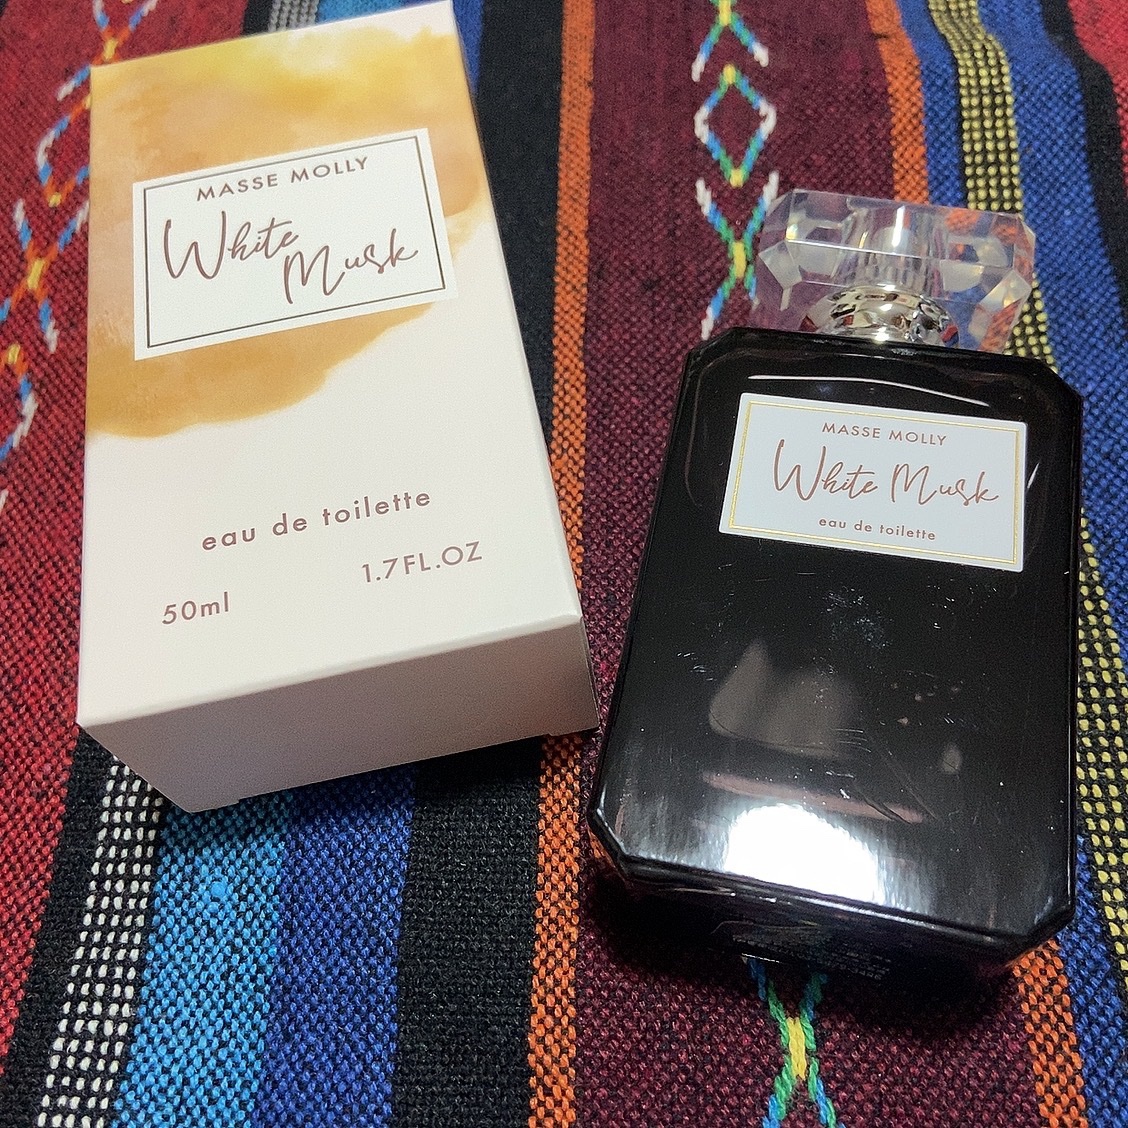 MASSE MOLLY
White
Musk
eau de toilette
1.7FL.OZ
50ml
MASSE MOLLY
White Musk
eau de toilette